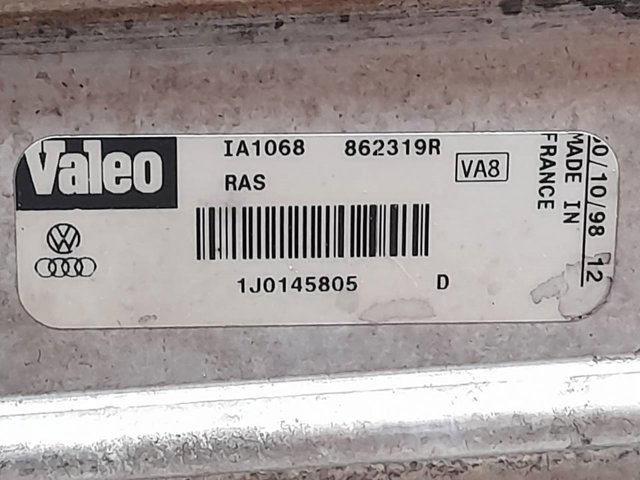 Valeo
IA1068 862319R
RAS
VA8
1J0145805 D
MADE IN
FRANCE
0/10/98 12